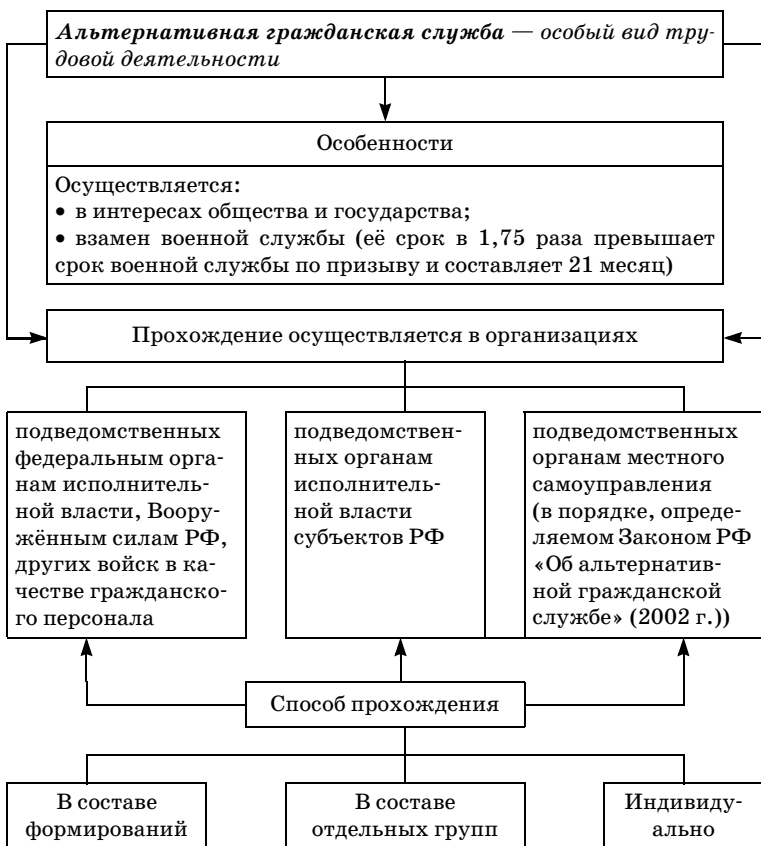 Альтернативная гражданская служба — особый вид тру-
довой деятельности
Особенности
Осуществляется:
• в интересах общества и государства;
• взамен военной службы (её срок в 1,75 раза превышает
срок военной службы по призыву и составляет 21 месяц)
Прохождение осуществляется в организациях
подведомственных
федеральным орга-
нам исполнитель-
ной власти, Воору-
жённым силам РФ,
других войск в ка-
честве гражданско-
го персонала
подведомствен-
ных органам
исполнитель-
ной власти
субъектов РФ
подведомственных
органам местного
самоуправления
(в порядке, опреде-
ляемом Законом РФ
«Об альтернатив-
ной гражданской
службе» (2002 г.))
Способ прохождения
В составе
формирований
В составе
отдельных групп
Индивиду-
ально